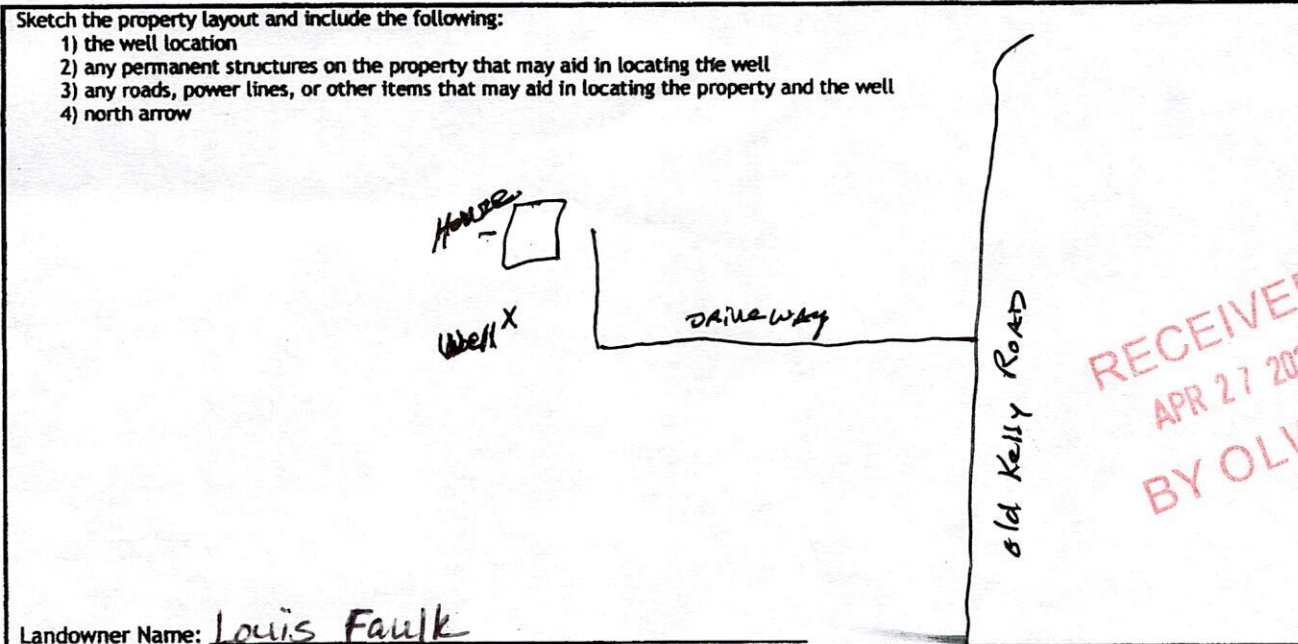 Sketch the property layout and include the following:
1) the well location
2) any permanent structures on the property that may aid in locating the well
3) any roads, power lines, or other items that may aid in locating the property and the well
4) north arrow
House
Well X
Driveway
Old Kelly Road
RECEIVE
APR 27 20
BY OLW
Landowner Name: Louis Faulk